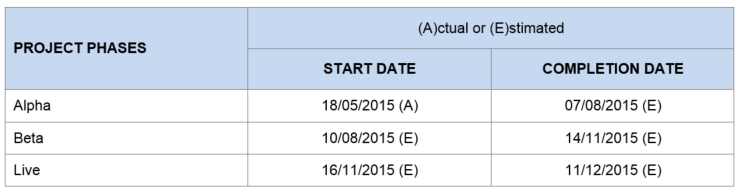 PROJECT PHASES
(A)ctual or (E)stimated
START DATE COMPLETION DATE
Alpha 18/05/2015 (A) 07/08/2015 (E)
Beta 10/08/2015 (E) 14/11/2015 (E)
Live 16/11/2015 (E) 11/12/2015 (E)